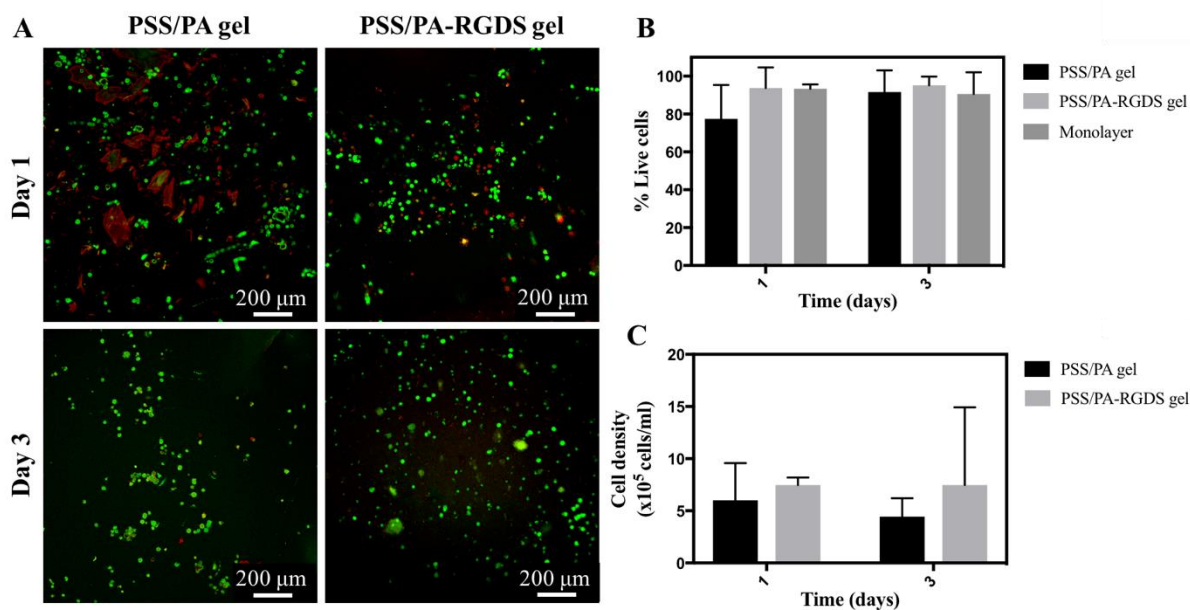 A
PSS/PA gel
PSS/PA-RGDS gel
Day 1
200 μm
200 μm
Day 3
200 μm
200 μm
B
% Live cells
100
80
60
40
20
0
1
3
Time (days)
PSS/PA gel
PSS/PA-RGDS gel
Monolayer
C
Cell density
(x10⁵ cells/ml)
20
15
10
5
0
1
3
Time (days)
PSS/PA gel
PSS/PA-RGDS gel